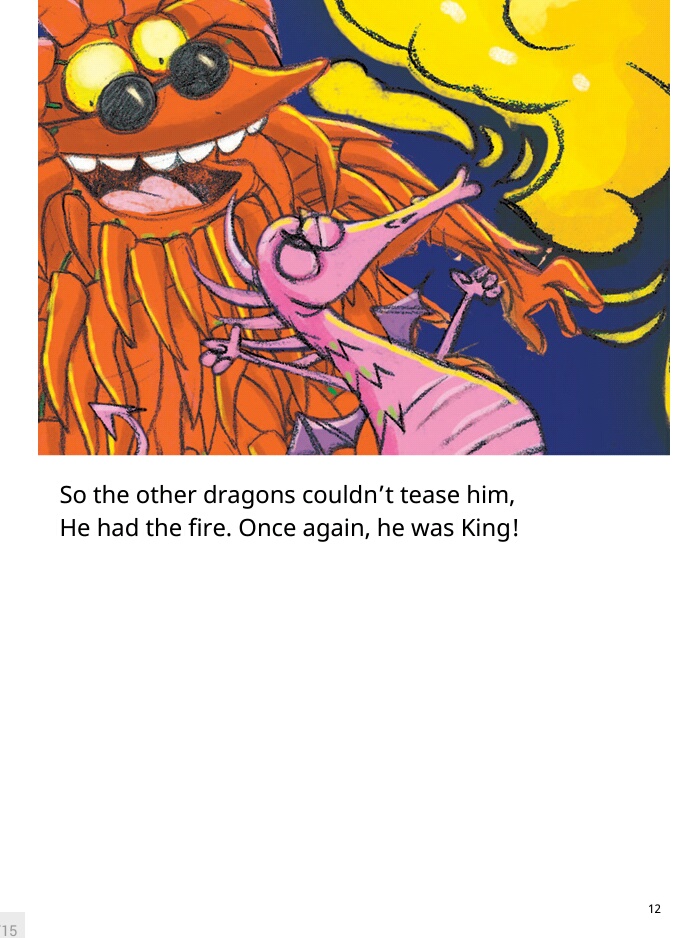 So the other dragons couldn’t tease him,
He had the fire. Once again, he was King!
12
15